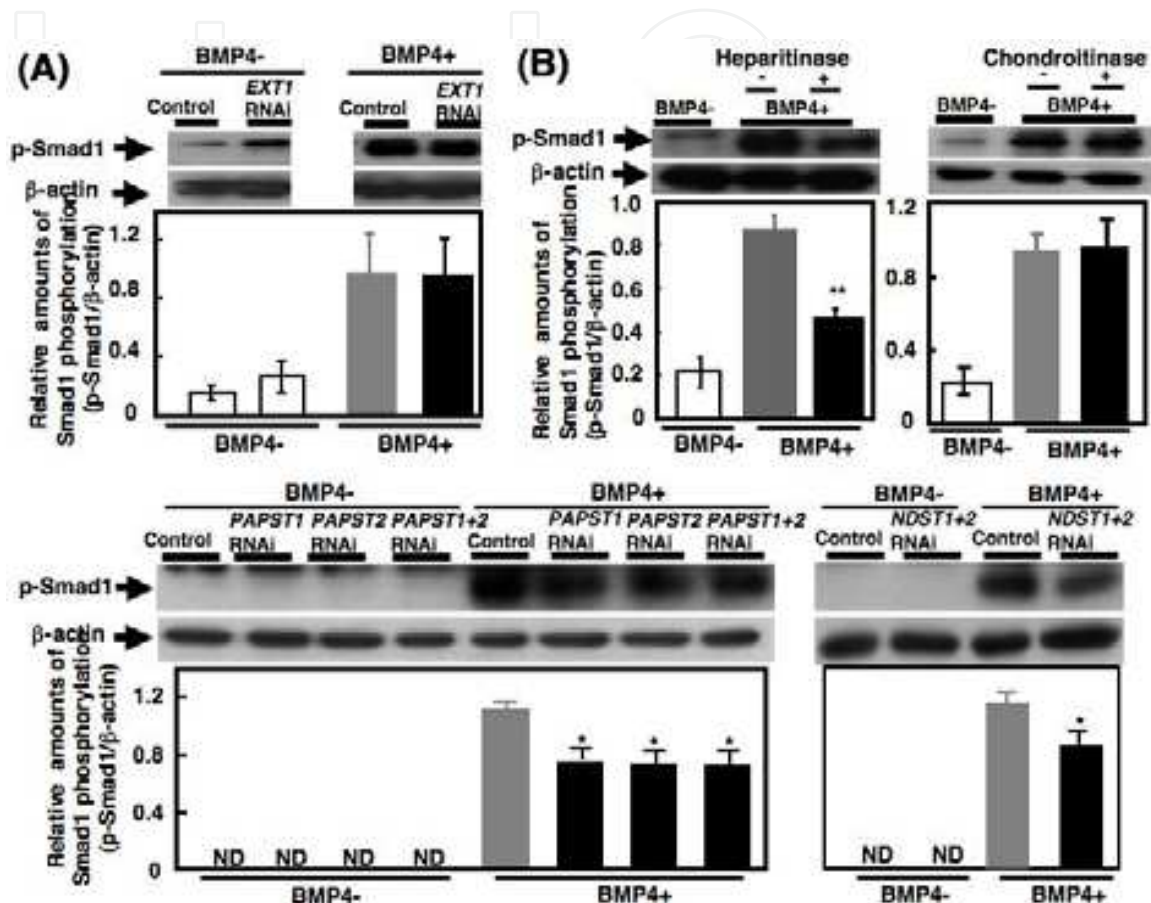 (A)
BMP4-
BMP4+
Control
EXT1
RNAi
Control
EXT1
RNAi
p-Smad1
β-actin
Relative amounts of
Smad1 phosphorylation
(p-Smad1/β-actin)
1.2
0.8
0.4
0
BMP4-
BMP4+
(B)
Heparitinase
- +
BMP4-
BMP4+
p-Smad1
β-actin
Relative amounts of
Smad1 phosphorylation
(p-Smad1/β-actin)
1.0
0.8
0.6
0.4
0.2
0
**
BMP4-
BMP4+
Chondroitinase
- +
BMP4-
BMP4+
1.2
0.8
0.4
0
BMP4-
BMP4+
BMP4-
BMP4+
Control
PAPST1
RNAi
PAPST2
RNAi
PAPST1+2
RNAi
Control
PAPST1
RNAi
PAPST2
RNAi
PAPST1+2
RNAi
p-Smad1
β-actin
Relative amounts of
Smad1 phosphorylation
(p-Smad1/β-actin)
1.2
0.8
0.4
0
* * *
ND ND ND ND
BMP4-
BMP4+
BMP4-
BMP4+
Control
NDST1+2
RNAi
Control
NDST1+2
RNAi
*
ND ND
BMP4-
BMP4+